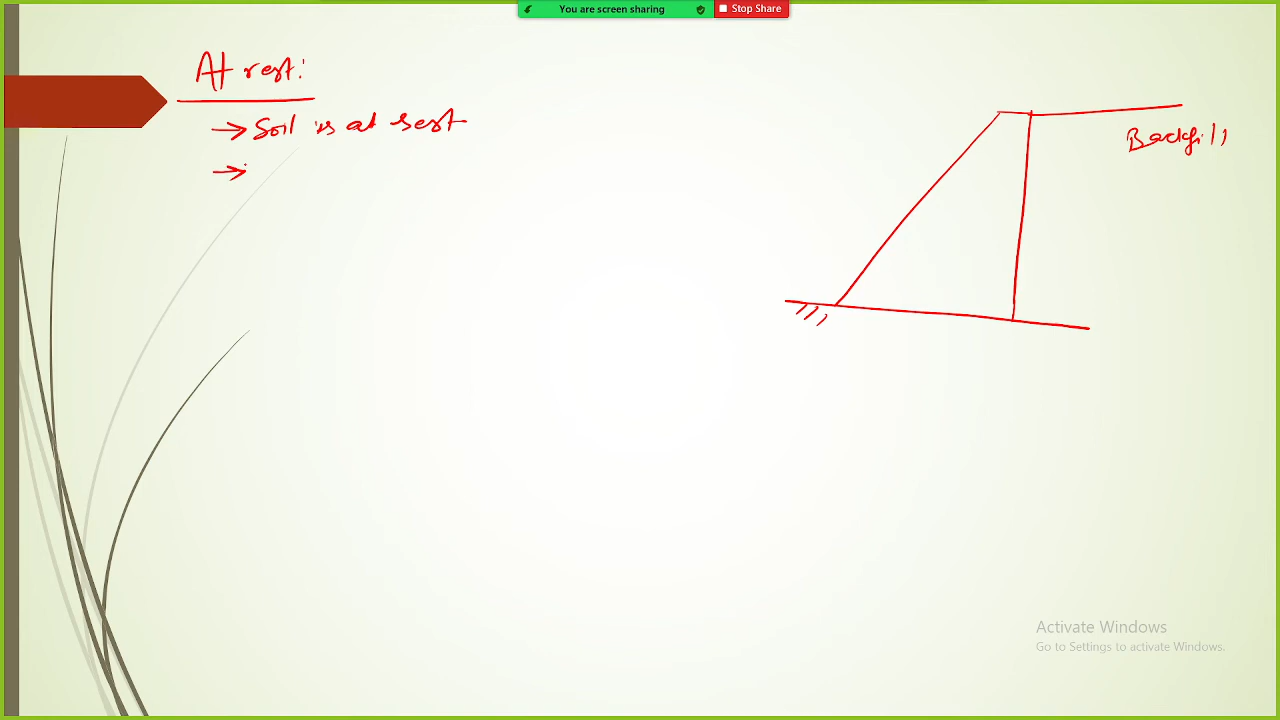 You are screen sharing
Stop Share
At rest:
→ Soil is at rest
→
Backfill
Activate Windows
Go to Settings to activate Windows.